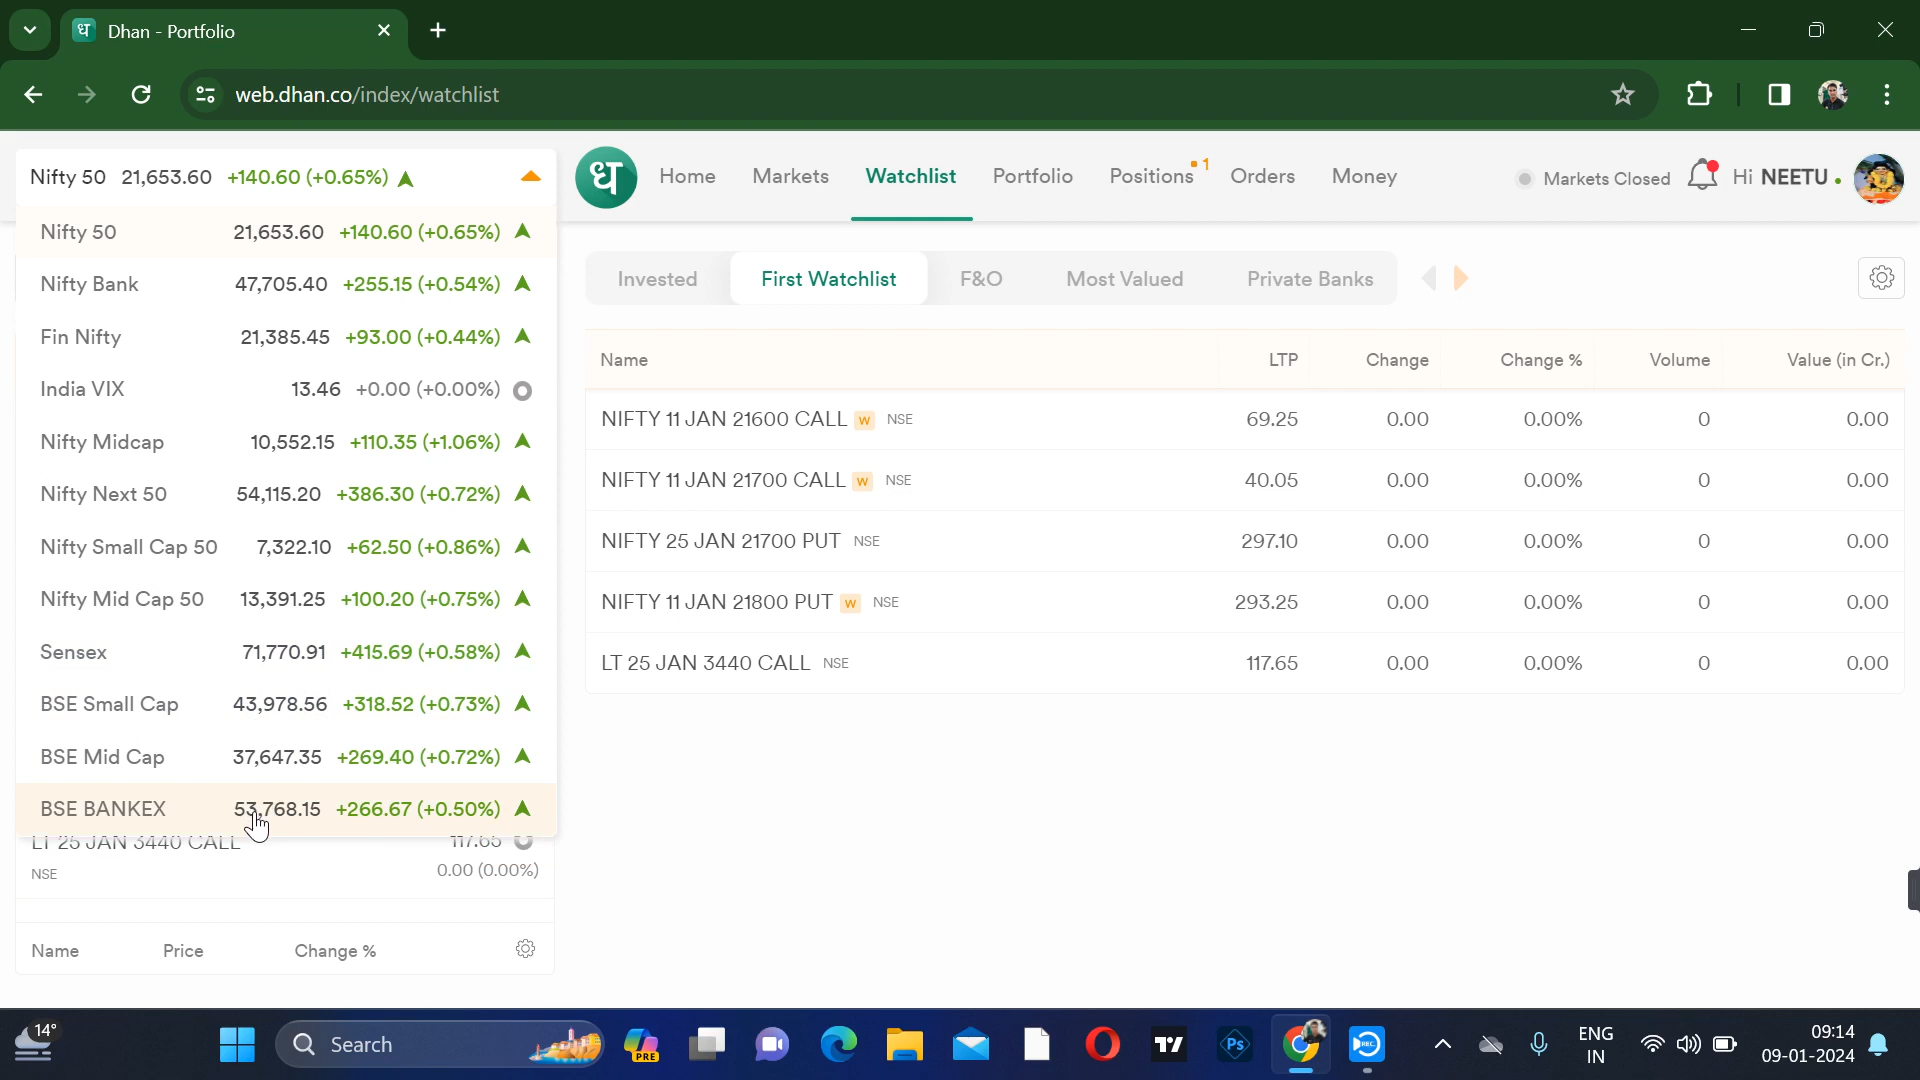 Dhan - Portfolio
web.dhan.co/index/watchlist
Nifty 50 21,653.60 +140.60 (+0.65%)
ध Home Markets Watchlist Portfolio Positions 1 Orders Money Markets Closed Hi NEETU
Nifty 50 21,653.60 +140.60 (+0.65%)
Nifty Bank 47,705.40 +255.15 (+0.54%)
Fin Nifty 21,385.45 +93.00 (+0.44%)
India VIX 13.46 +0.00 (+0.00%)
Nifty Midcap 10,552.15 +110.35 (+1.06%)
Nifty Next 50 54,115.20 +386.30 (+0.72%)
Nifty Small Cap 50 7,322.10 +62.50 (+0.86%)
Nifty Mid Cap 50 13,391.25 +100.20 (+0.75%)
Sensex 71,770.91 +415.69 (+0.58%)
BSE Small Cap 43,978.56 +318.52 (+0.73%)
BSE Mid Cap 37,647.35 +269.40 (+0.72%)
BSE BANKEX 53,768.15 +266.67 (+0.50%)
LT 25 JAN 3440 CALL 117.65
NSE 0.00 (0.00%)
Name Price Change %
Invested First Watchlist F&O Most Valued Private Banks
Name LTP Change Change % Volume Value (in Cr.)
NIFTY 11 JAN 21600 CALL W NSE 69.25 0.00 0.00% 0 0.00
NIFTY 11 JAN 21700 CALL W NSE 40.05 0.00 0.00% 0 0.00
NIFTY 25 JAN 21700 PUT NSE 297.10 0.00 0.00% 0 0.00
NIFTY 11 JAN 21800 PUT W NSE 293.25 0.00 0.00% 0 0.00
LT 25 JAN 3440 CALL NSE 117.65 0.00 0.00% 0 0.00
14°
Search
PRE
Ps
REC
ENG
IN
09:14
09-01-2024